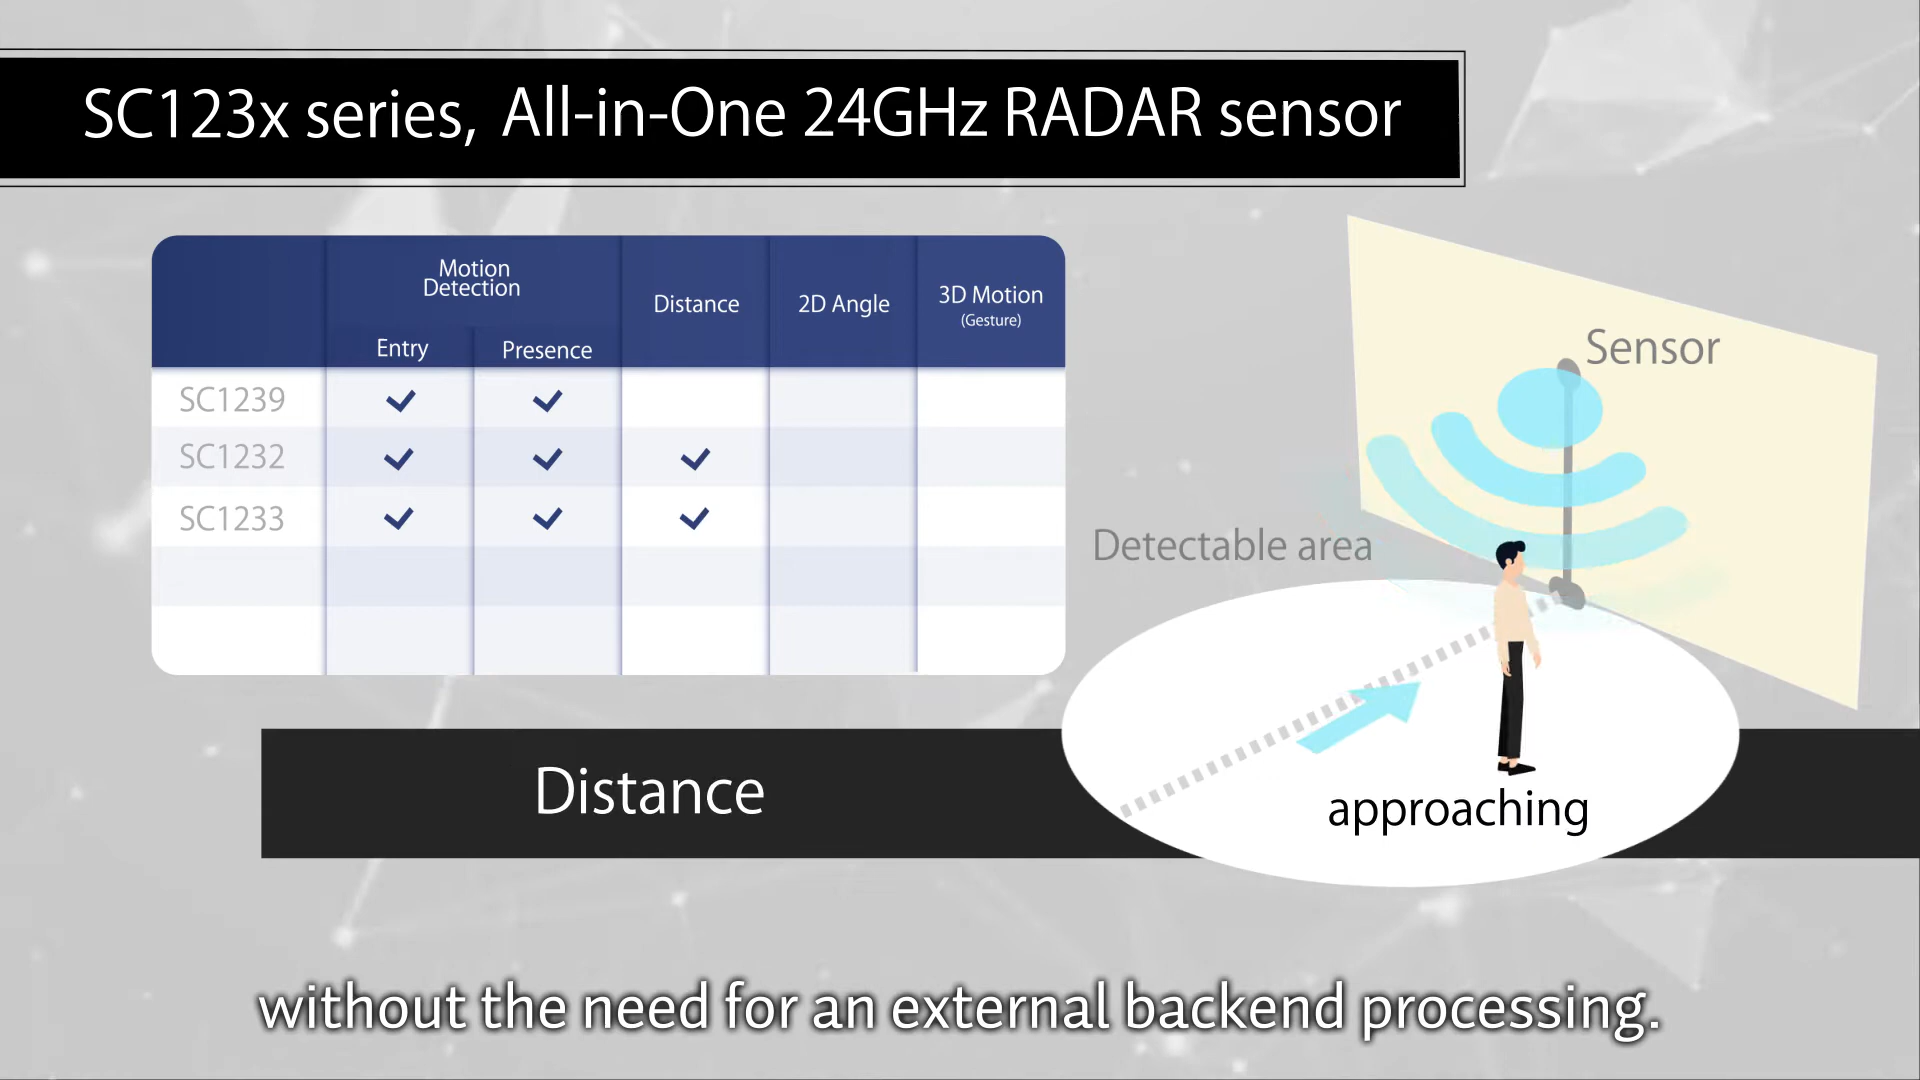 SC123x series, All-in-One 24GHz RADAR sensor
Motion
Detection
Distance
2D Angle
3D Motion
(Gesture)
Entry
Presence
SC1239
SC1232
SC1233
Sensor
Detectable area
Distance
approaching
without the need for an external backend processing.